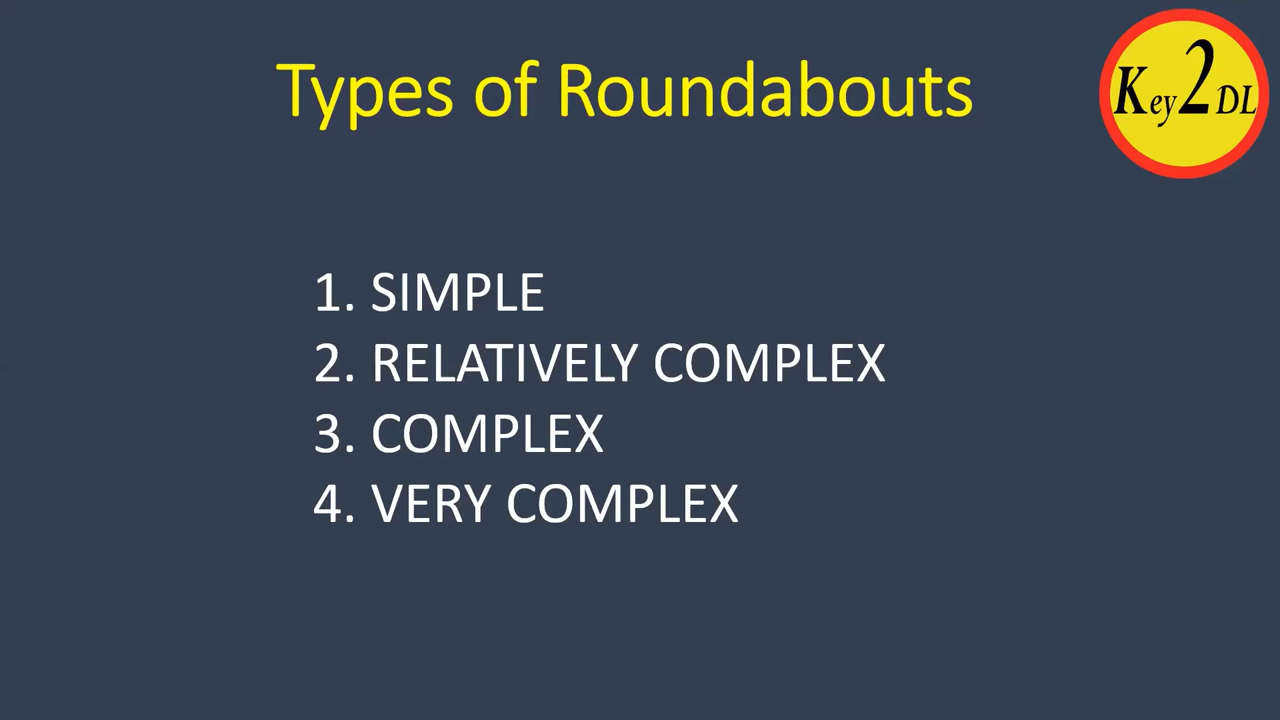 Types of Roundabouts
Key2DL
1. SIMPLE
2. RELATIVELY COMPLEX
3. COMPLEX
4. VERY COMPLEX